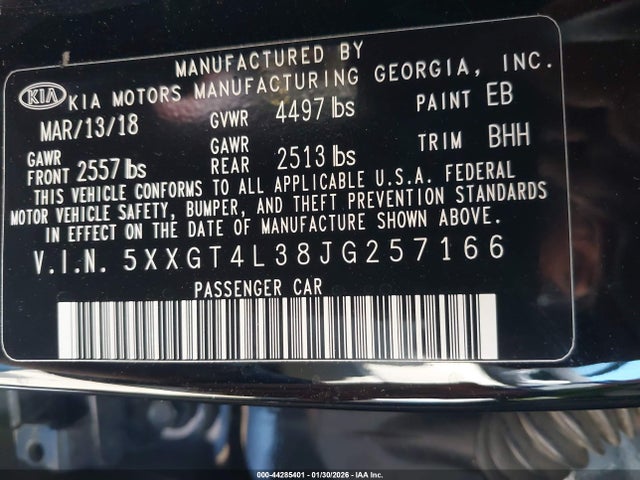 MANUFACTURED BY
KIA KIA MOTORS MANUFACTURING GEORGIA, INC.
MAR/13/18 GVWR 4497 lbs PAINT EB
GAWR FRONT 2557 lbs GAWR REAR 2513 lbs TRIM BHH
THIS VEHICLE CONFORMS TO ALL APPLICABLE U.S.A. FEDERAL
MOTOR VEHICLE SAFETY, BUMPER, AND THEFT PREVENTION STANDARDS
IN EFFECT ON THE DATE OF MANUFACTURE SHOWN ABOVE.
V.I.N. 5XXGT4L38JG257166
PASSENGER CAR
000-44285401 - 01/30/2026 - IAA Inc.